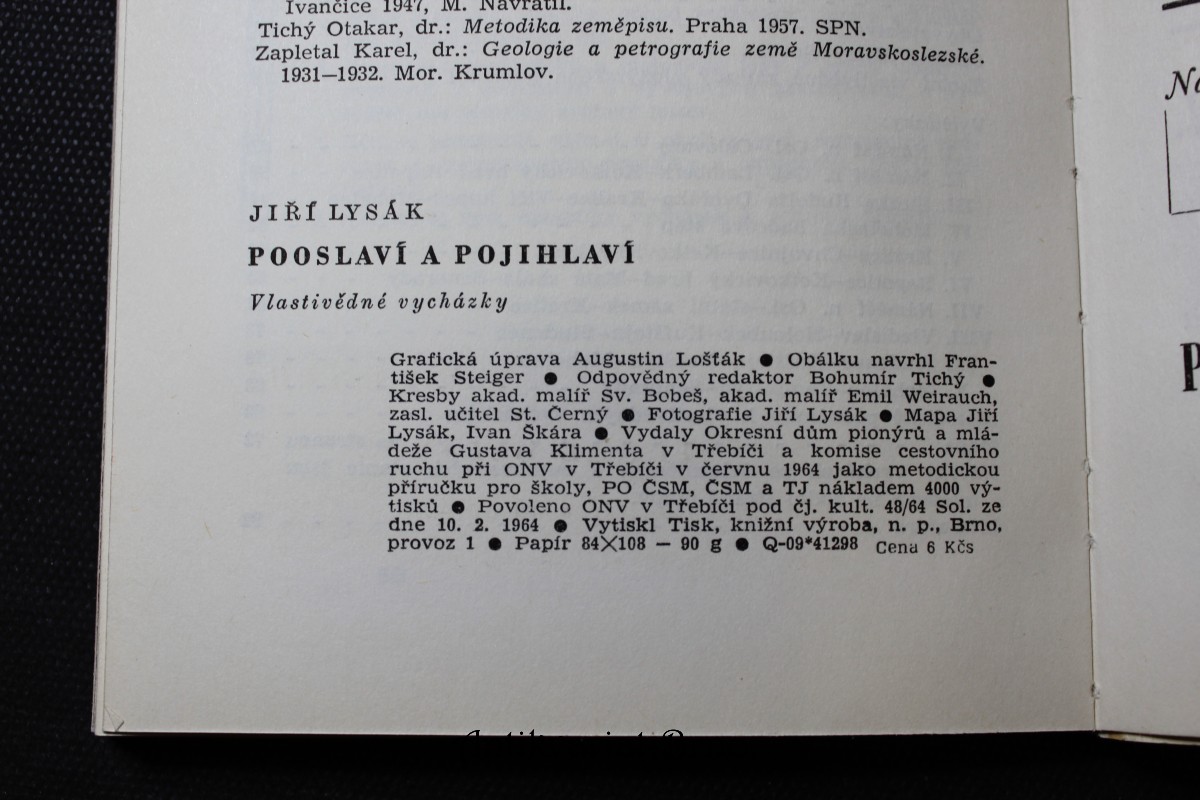 Ivančice 1947, M. Navrátil.
Tichý Otakar, dr.: Metodika zeměpisu. Praha 1957. SPN.
Zapletal Karel, dr.: Geologie a petrografie země Moravskoslezské.
1931—1932. Mor. Krumlov.
JIŘÍ LYSÁK
POOSLAVÍ A POJIHLAVÍ
Vlastivědné vycházky
Grafická úprava Augustin Lošťák ● Obálku navrhl Fran-
tišek Steiger ● Odpovědný redaktor Bohumír Tichý ●
Kresby akad. malíř Sv. Bobeš, akad. malíř Emil Weirauch,
zasl. učitel St. Černý ● Fotografie Jiří Lysák ● Mapa Jiří
Lysák, Ivan Škára ● Vydaly Okresní dům pionýrů a mlá-
deže Gustava Klimenta v Třebíči a komise cestovního
ruchu při ONV v Třebíči v červnu 1964 jako metodickou
příručku pro školy, PO ČSM, ČSM a TJ nákladem 4000 vý-
tisků ● Povoleno ONV v Třebíči pod čj. kult. 48/64 Sol. ze
dne 10. 2. 1964 ● Vytiskl Tisk, knižní výroba, n. p., Brno,
provoz 1 ● Papír 84×108 — 90 g ● Q-09*41298 Cena 6 Kčs